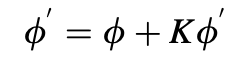 ϕ′ = ϕ + Kϕ′